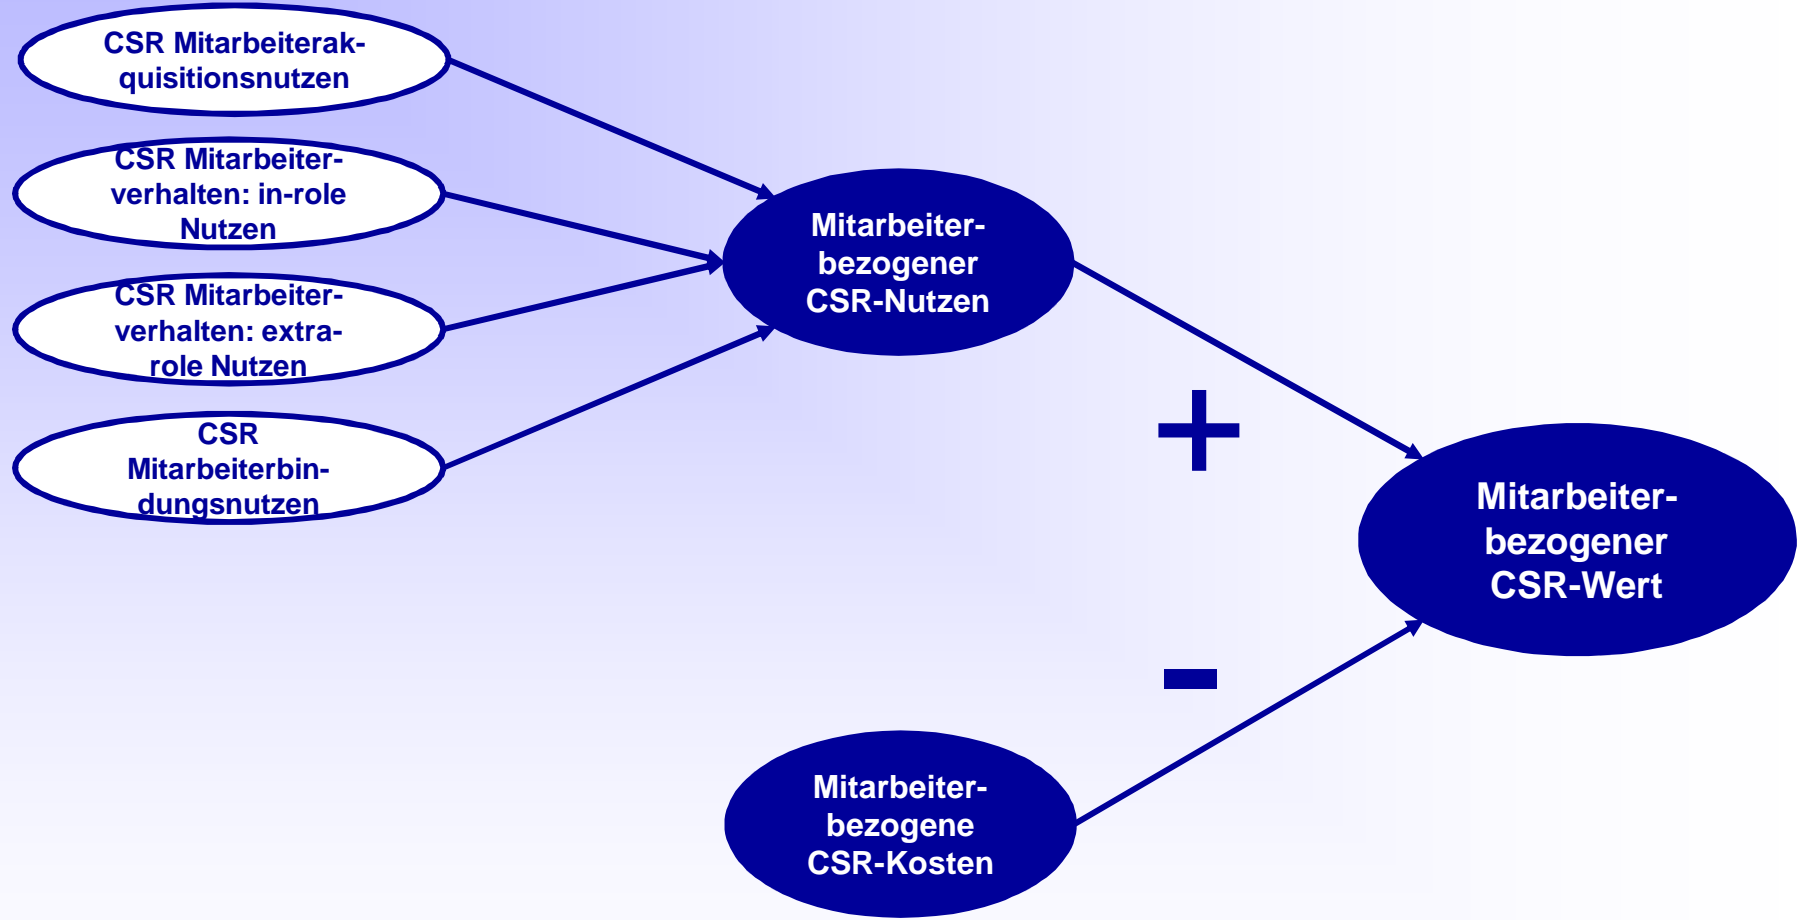 CSR Mitarbeiterak-
quisitionsnutzen
CSR Mitarbeiter-
verhalten: in-role
Nutzen
CSR Mitarbeiter-
verhalten: extra-
role Nutzen
CSR
Mitarbeiterbin-
dungsnutzen
Mitarbeiter-
bezogener
CSR-Nutzen
+
Mitarbeiter-
bezogener
CSR-Wert
-
Mitarbeiter-
bezogene
CSR-Kosten